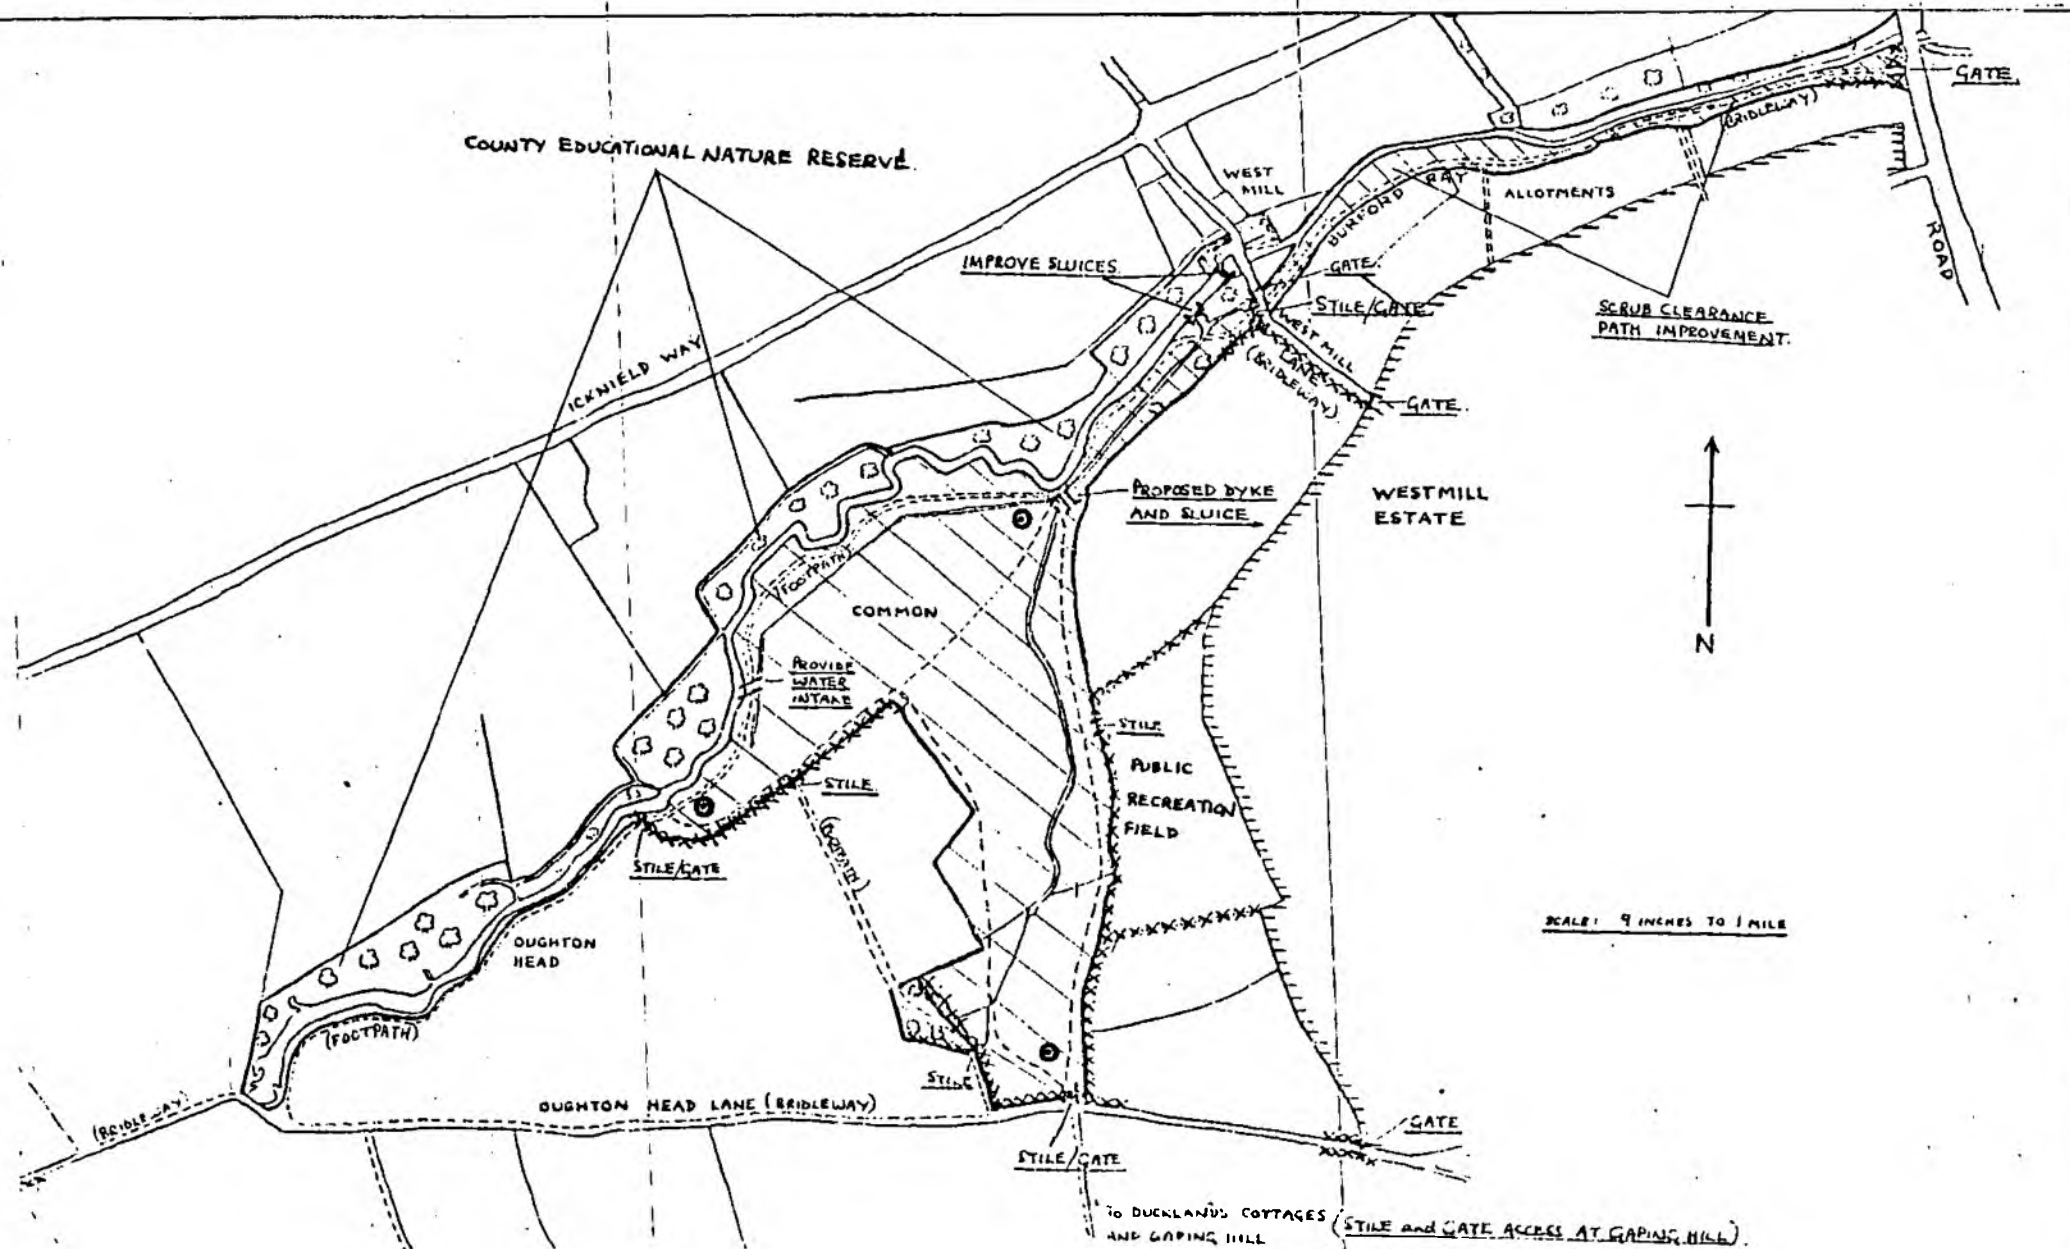 GATE.
(BRIDLEWAY)
COUNTY EDUCATIONAL NATURE RESERVE.
WEST
MILL
BURFORD RAY
ALLOTMENTS
ROAD
IMPROVE SLUICES.
GATE.
STILE/GATE.
SCRUB CLEARANCE
PATH IMPROVEMENT.
WEST MILL
LANE
(BRIDLEWAY)
ICKNIELD WAY
GATE.
PROPOSED DYKE
AND SLUICE
WESTMILL
ESTATE
N
(FOOTPATH)
COMMON
PROVIDE
WATER
INTAKE
STILE
PUBLIC
RECREATION
FIELD
STILE
(FOOTPATH)
STILE/GATE
SCALE: 9 INCHES TO 1 MILE
OUGHTON
HEAD
(FOOTPATH)
STILE
OUGHTON HEAD LANE (BRIDLEWAY)
(BRIDLEWAY)
GATE
STILE/GATE
TO DUCKLANDS COTTAGES
AND GAPING HILL
(STILE and GATE ACCESS AT GAPING HILL).